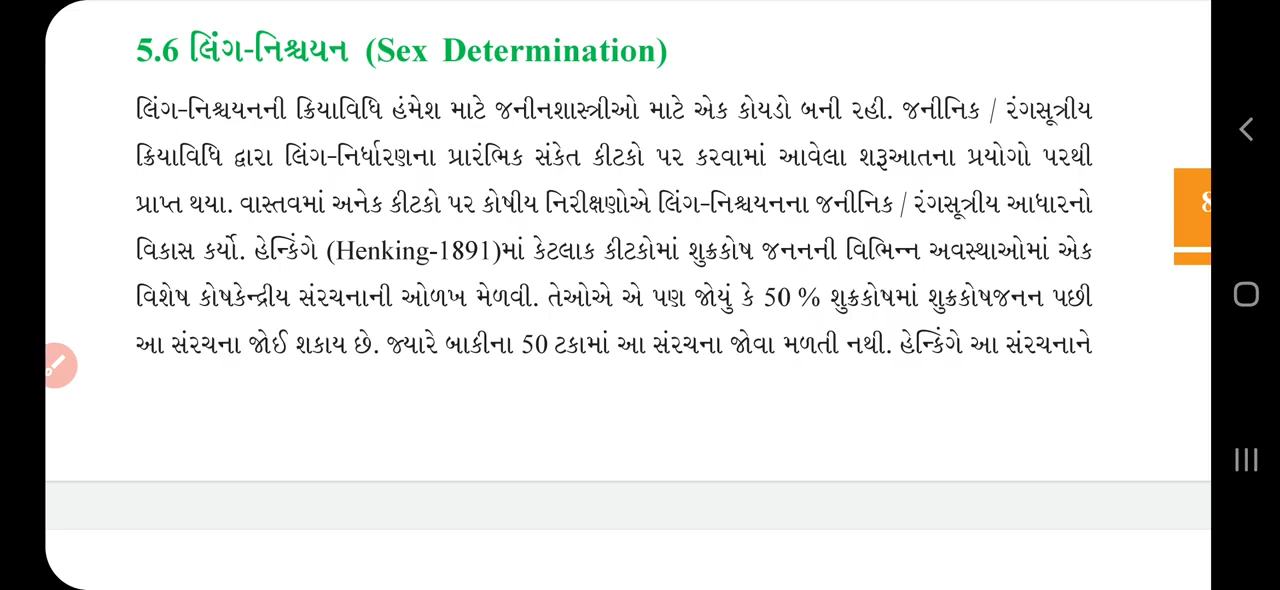 5.6 લિંગ-નિશ્ચયન (Sex Determination)
લિંગ-નિશ્ચયનની ક્રિયાવિધિ હંમેશ માટે જનીનશાસ્ત્રીઓ માટે એક કોયડો બની રહી. જનીનિક / રંગસૂત્રીય
ક્રિયાવિધિ દ્વારા લિંગ-નિર્ધારણના પ્રારંભિક સંકેત કીટકો પર કરવામાં આવેલા શરૂઆતના પ્રયોગો પરથી
પ્રાપ્ત થયા. વાસ્તવમાં અનેક કીટકો પર કોષીય નિરીક્ષણોએ લિંગ-નિશ્ચયનના જનીનિક / રંગસૂત્રીય આધારનો
વિકાસ કર્યો. હેન્કિંગે (Henking-1891)માં કેટલાક કીટકોમાં શુક્રકોષ જનનની વિભિન્ન અવસ્થાઓમાં એક
વિશેષ કોષકેન્દ્રીય સંરચનાની ઓળખ મેળવી. તેઓએ એ પણ જોયું કે 50 % શુક્રકોષમાં શુક્રકોષજનન પછી
આ સંરચના જોઈ શકાય છે. જ્યારે બાકીના 50 ટકામાં આ સંરચના જોવા મળતી નથી. હેન્કિંગે આ સંરચનાને